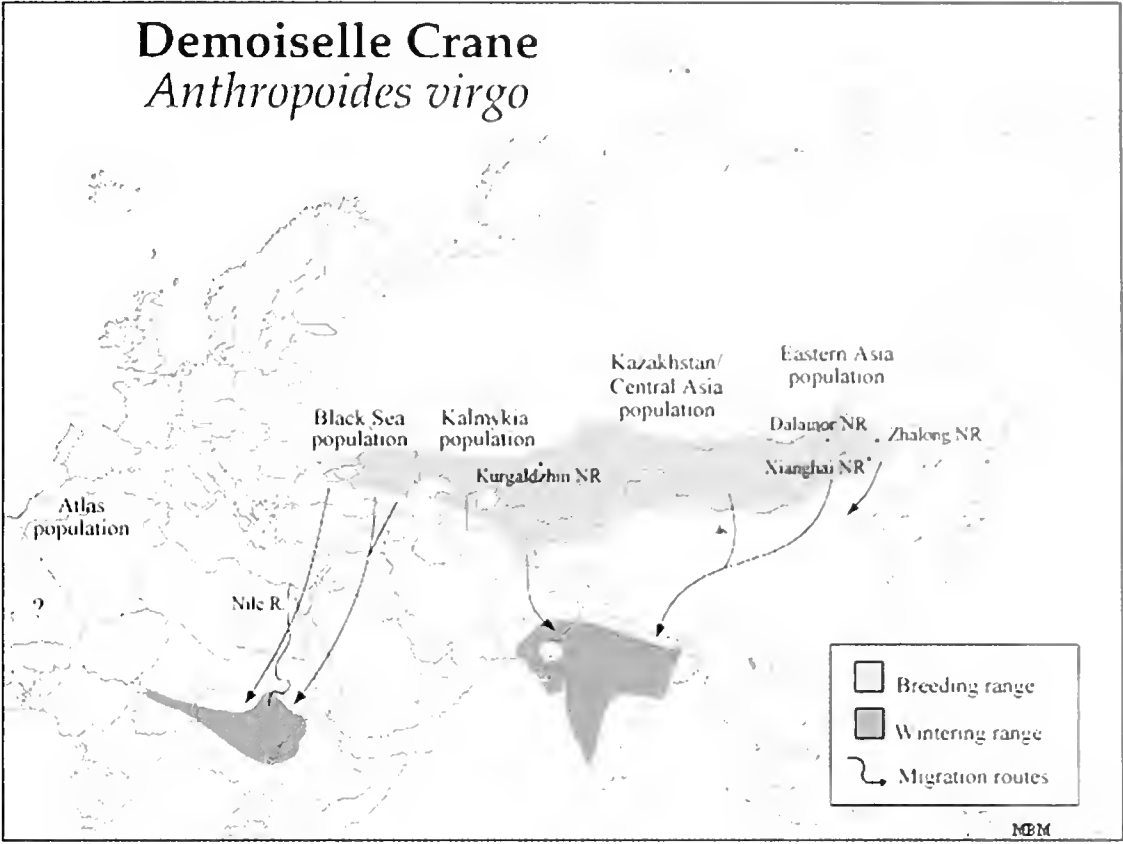 Demoiselle Crane
Anthropoides virgo
Kazakhstan/
Central Asia
population
Eastern Asia
population
Black Sea
population
Kalmykia
population
Dalainor NR
Zhalong NR
Kurgaldzhin NR
Xianghai NR
Atlas
population
?
Nile R.
Breeding range
Wintering range
Migration routes
MBM